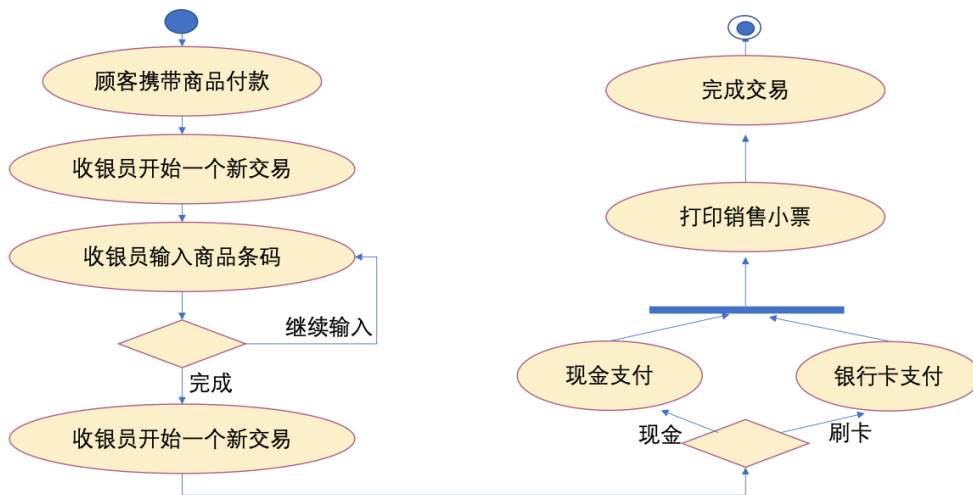 顾客携带商品付款
收银员开始一个新交易
收银员输入商品条码
继续输入
完成
收银员开始一个新交易
现金
刷卡
现金支付
银行卡支付
打印销售小票
完成交易